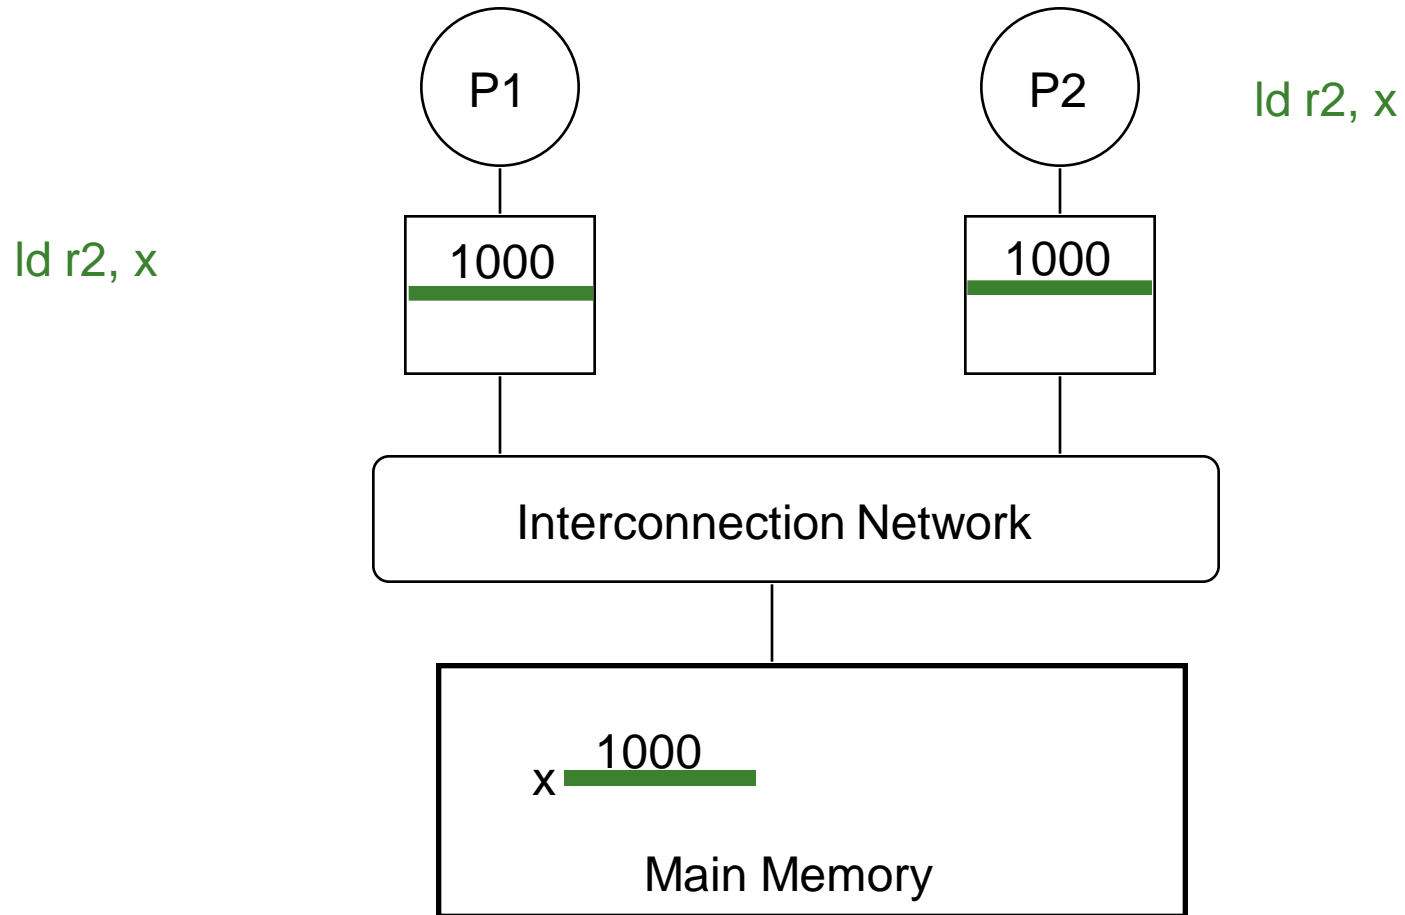 P1
P2
ld r2, x
ld r2, x
1000
1000
Interconnection Network
1000
x
Main Memory